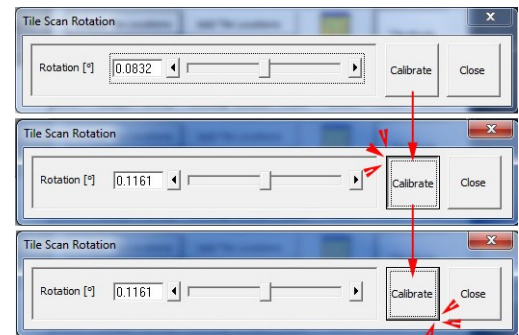 Tile Scan Rotation
x
Rotation [º] 0.0832 Calibrate Close
Tile Scan Rotation
x
Rotation [º] 0.1161 Calibrate Close
Tile Scan Rotation
x
Rotation [º] 0.1161 Calibrate Close